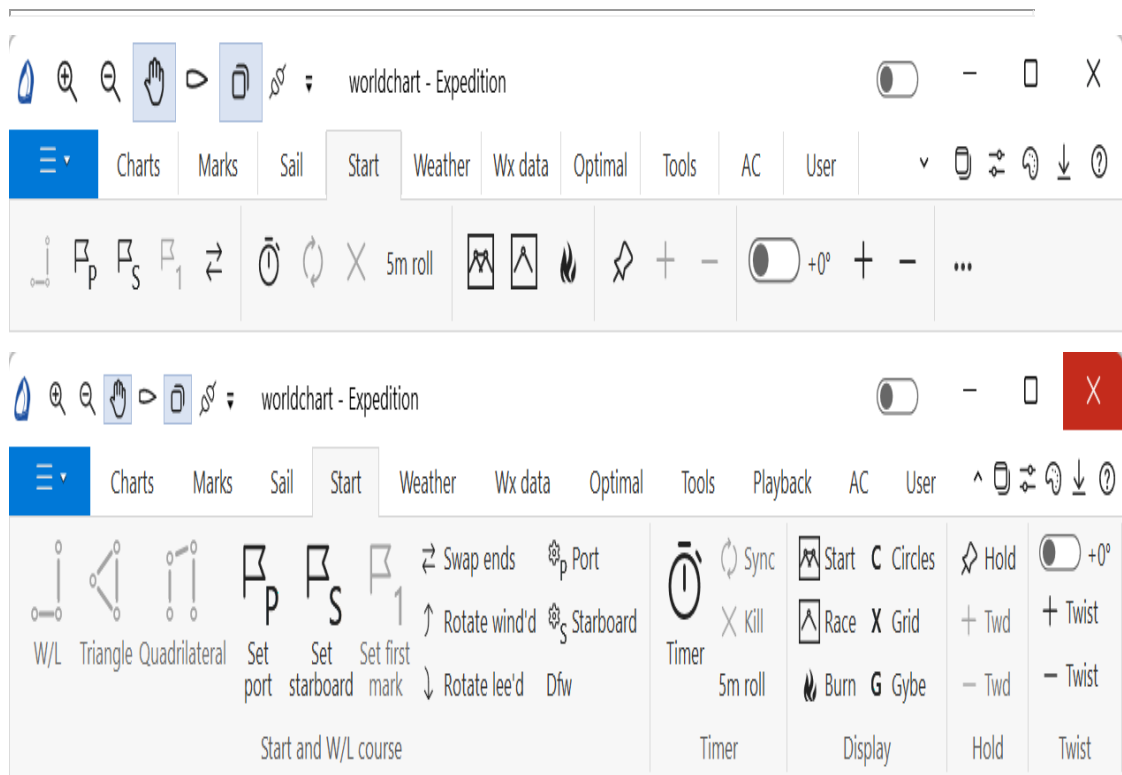 worldchart - Expedition
Charts Marks Sail Start Weather Wx data Optimal Tools AC User
P S 1 5m roll +0°
worldchart - Expedition
Charts Marks Sail Start Weather Wx data Optimal Tools Playback AC User
W/L Triangle Quadrilateral P Set port S Set starboard 1 Set first mark
Swap ends P Port
Rotate wind'd S Starboard
Rotate lee'd Dfw
Timer Sync
Kill
5m roll
Start C Circles
Race X Grid
Burn G Gybe
Hold +0°
Twd Twist
Twd Twist
Start and W/L course Timer Display Hold Twist